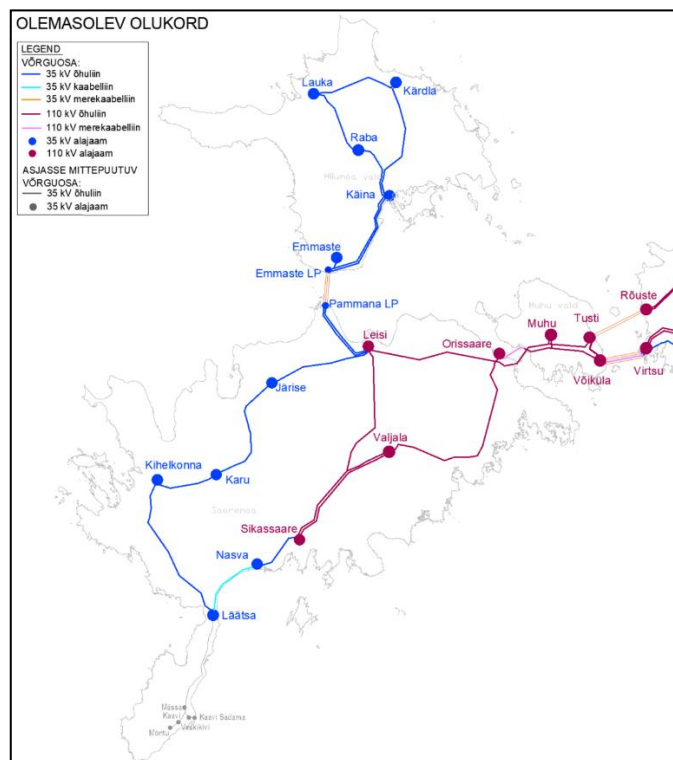 OLEMASOLEV OLUKORD
LEGEND
VÕRGUOSA:
35 kV õhuliin
35 kV kaabelliin
35 kV merekaabelliin
110 kV õhuliin
110 kV merekaabelliin
35 kV alajaam
110 kV alajaam
ASJASSE MITTEPUUTUV
VÕRGUOSA:
35 kV õhuliin
35 kV alajaam
Lauka
Kärdla
Raba
Hiiumaa vald
Käina
Emmaste
Emmaste LP
Pammana LP
Leisi
Orissaare
Muhu vald
Muhu
Tusti
Rõuste
Võiküla
Virtsu
Järise
Valjala
Kihelkonna
Karu
Saaremaa
Sikassaare
Nasva
Läätsa
Mässa
Kaavi
Kaavi Sadama
Veskikivi
Mõntu